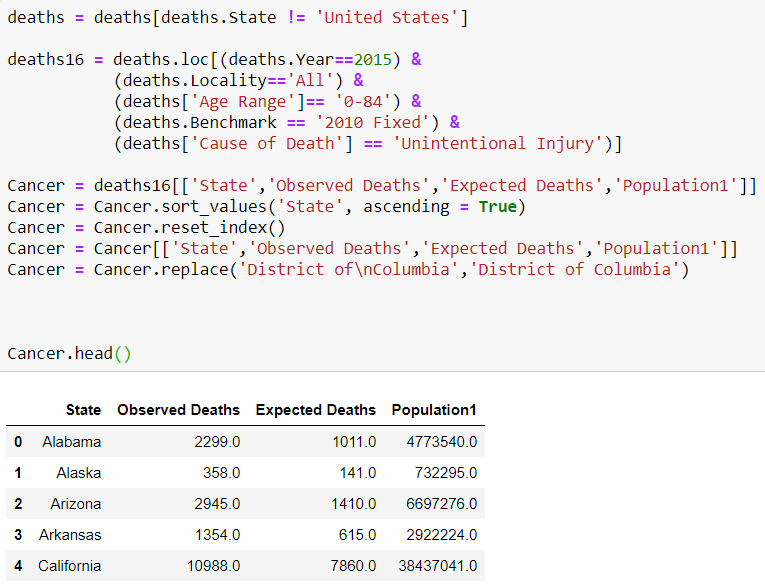 deaths = deaths[deaths.State != 'United States']
deaths16 = deaths.loc[(deaths.Year==2015) &
(deaths.Locality=='All') &
(deaths['Age Range']== '0-84') &
(deaths.Benchmark == '2010 Fixed') &
(deaths['Cause of Death'] == 'Unintentional Injury')]
Cancer = deaths16[['State','Observed Deaths','Expected Deaths','Population1']]
Cancer = Cancer.sort_values('State', ascending = True)
Cancer = Cancer.reset_index()
Cancer = Cancer[['State','Observed Deaths','Expected Deaths','Population1']]
Cancer = Cancer.replace('District of\nColumbia','District of Columbia')
Cancer.head()
State Observed Deaths Expected Deaths Population1
0 Alabama 2299.0 1011.0 4773540.0
1 Alaska 358.0 141.0 732295.0
2 Arizona 2945.0 1410.0 6697276.0
3 Arkansas 1354.0 615.0 2922224.0
4 California 10988.0 7860.0 38437041.0